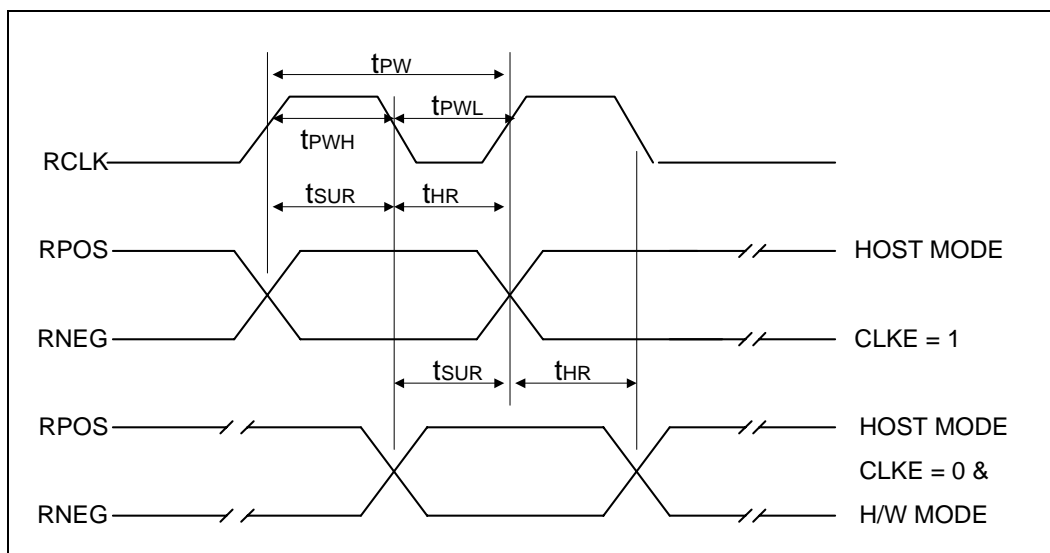 tPW
tPWL
tPWH
RCLK
tSUR
tHR
RPOS
HOST MODE
RNEG
CLKE = 1
tSUR
tHR
RPOS
HOST MODE
CLKE = 0 &
RNEG
H/W MODE